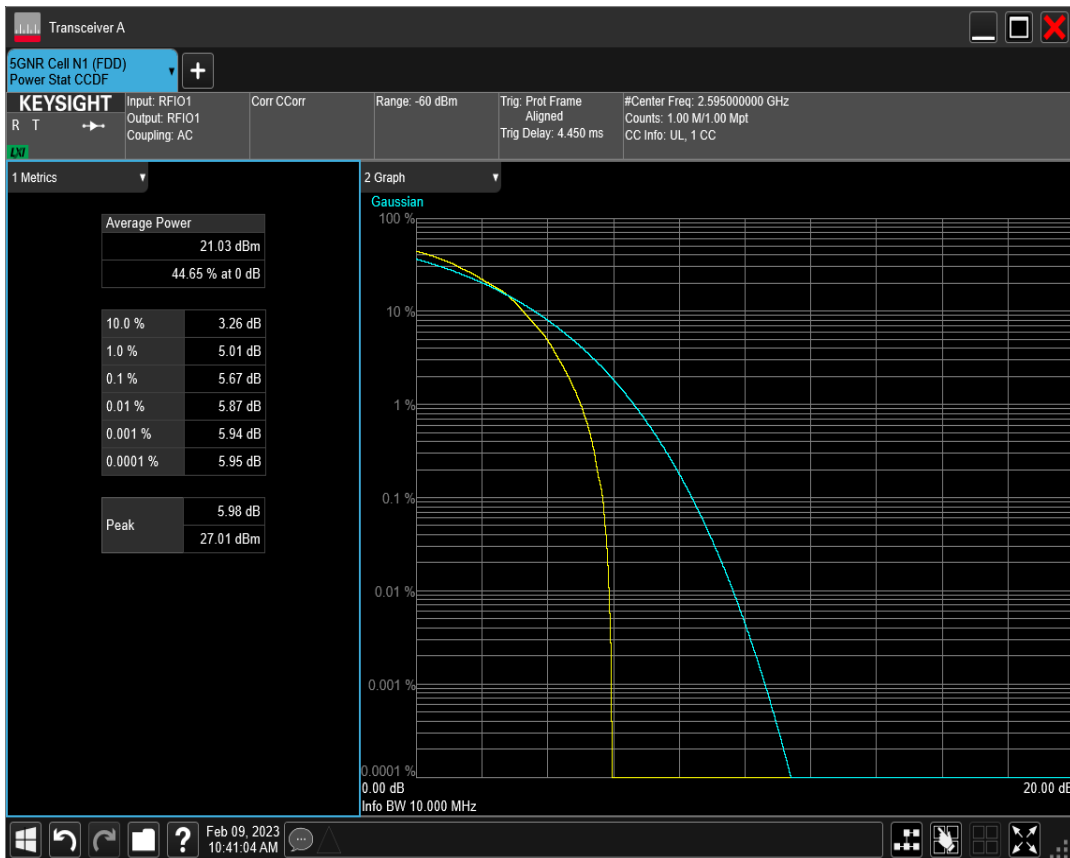 Transceiver A
5GNR Cell N1 (FDD)
Power Stat CCDF
+
KEYSIGHT
R T
LXI
Input: RFIO1
Output: RFIO1
Coupling: AC
Corr CCorr
Range: -60 dBm
Trig: Prot Frame
Aligned
Trig Delay: 4.450 ms
#Center Freq: 2.595000000 GHz
Counts: 1.00 M/1.00 Mpt
CC Info: UL, 1 CC
1 Metrics
Average Power
21.03 dBm
44.65 % at 0 dB
10.0 % 3.26 dB
1.0 % 5.01 dB
0.1 % 5.67 dB
0.01 % 5.87 dB
0.001 % 5.94 dB
0.0001 % 5.95 dB
Peak
5.98 dB
27.01 dBm
2 Graph
Gaussian
100 %
10 %
1 %
0.1 %
0.01 %
0.001 %
0.0001 %
0.00 dB
20.00 dB
Info BW 10.000 MHz
?
Feb 09, 2023
10:41:04 AM